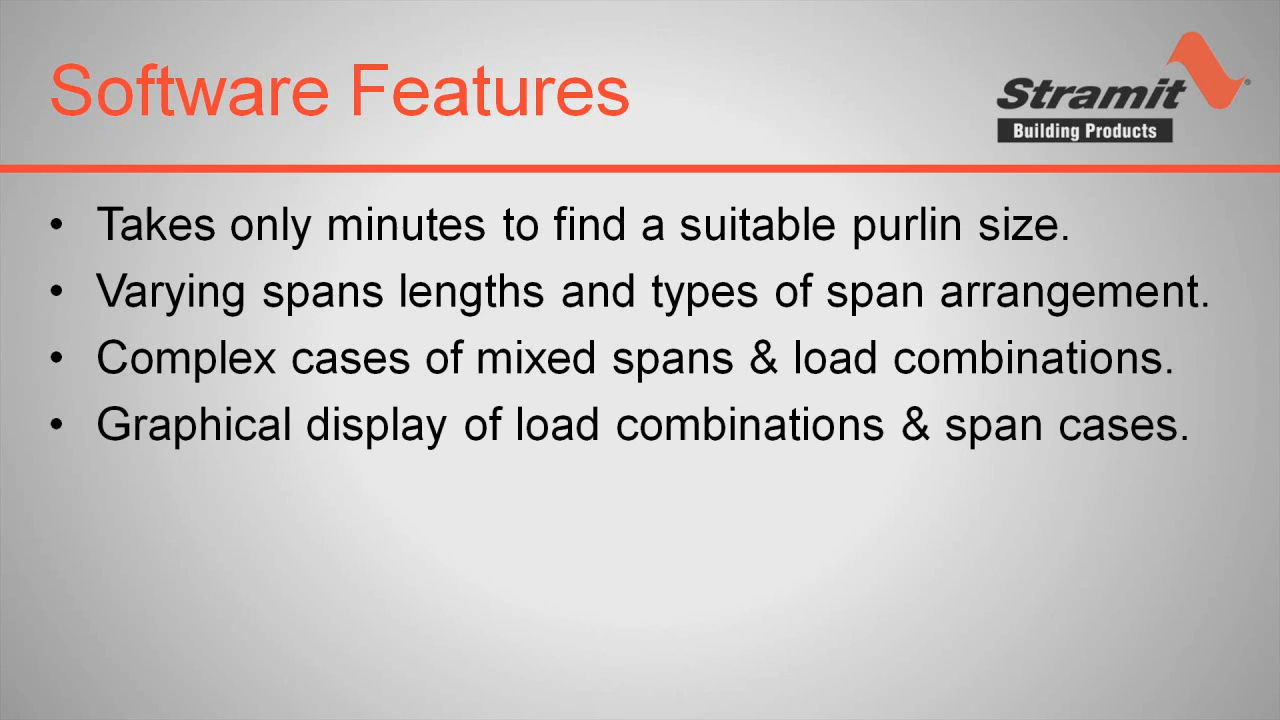 Software Features
Stramit®
Building Products
• Takes only minutes to find a suitable purlin size.
• Varying spans lengths and types of span arrangement.
• Complex cases of mixed spans & load combinations.
• Graphical display of load combinations & span cases.